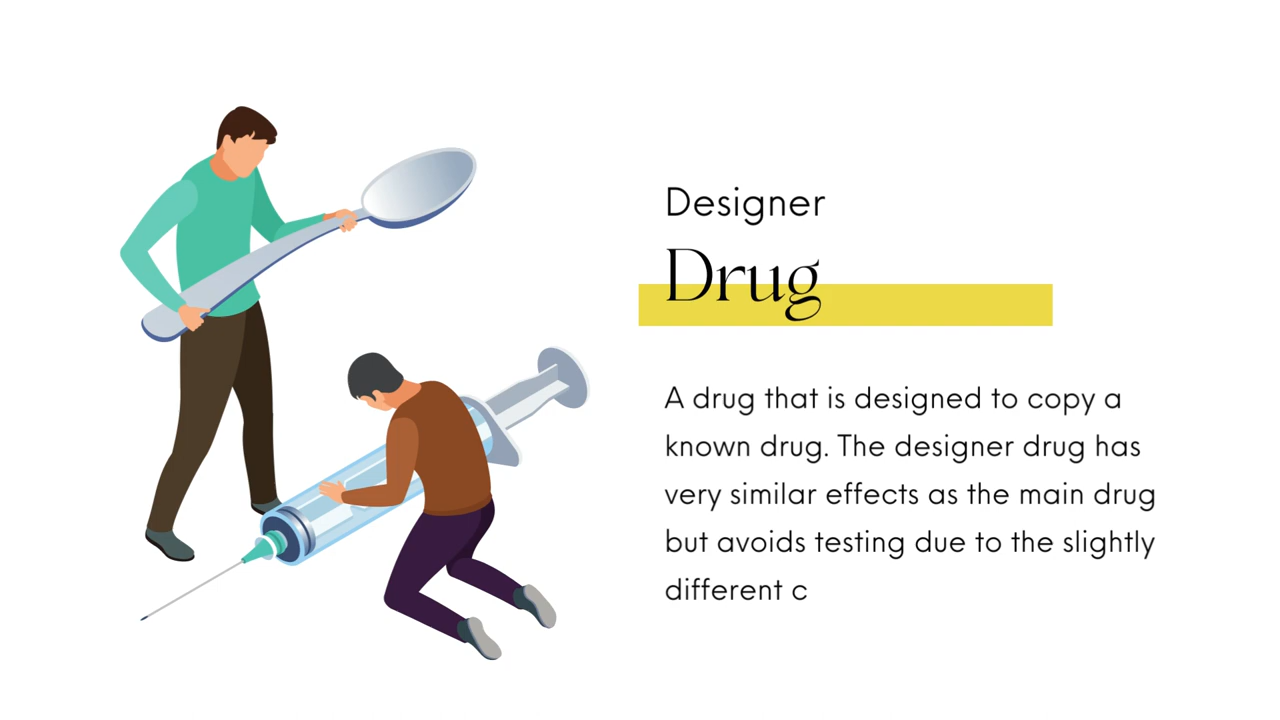 Designer
Drug
A drug that is designed to copy a
known drug. The designer drug has
very similar effects as the main drug
but avoids testing due to the slightly
different c